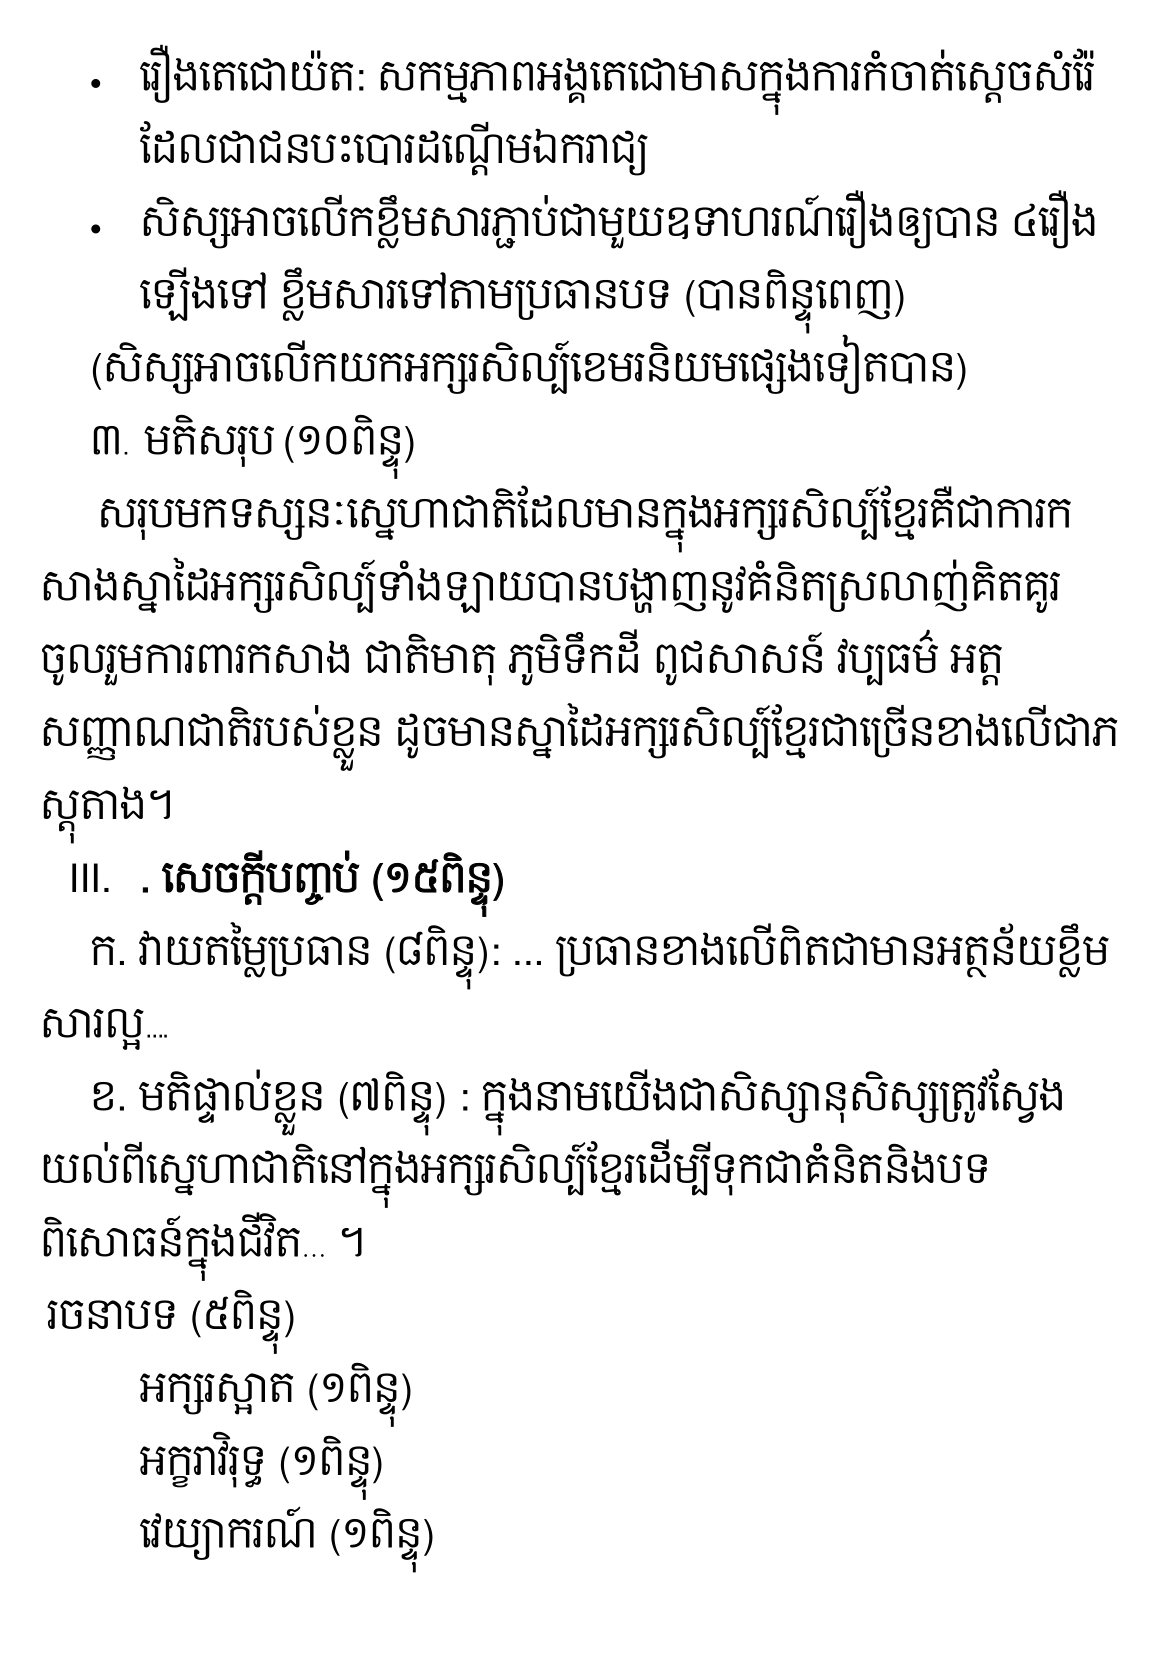 • រឿងតេជោយ៉ត: សកម្មភាពអង្គតេជោមាសក្នុងការកំចាត់ស្តេចសំរ៉ែ
ដែលជាជនបះបោរដណ្តើមឯករាជ្យ
• សិស្សអាចលើកខ្លឹមសារភ្ជាប់ជាមួយឧទាហរណ៍រឿងឲ្យបាន ៤រឿង
ឡើងទៅ ខ្លឹមសារទៅតាមប្រធានបទ (បានពិន្ទុពេញ)
(សិស្សអាចលើកយកអក្សរសិល្ប៍ខេមរនិយមផ្សេងទៀតបាន)
៣. មតិសរុប (១០ពិន្ទុ)
សរុបមកទស្សនៈស្នេហាជាតិដែលមានក្នុងអក្សរសិល្ប៍ខ្មែរគឺជាការក
សាងស្នាដៃអក្សរសិល្ប៍ទាំងឡាយបានបង្ហាញនូវគំនិតស្រលាញ់គិតគូរ
ចូលរួមការពារកសាង ជាតិមាតុ ភូមិទឹកដី ពូជសាសន៍ វប្បធម៌ អត្ត
សញ្ញាណជាតិរបស់ខ្លួន ដូចមានស្នាដៃអក្សរសិល្ប៍ខ្មែរជាច្រើនខាងលើជាភ
ស្តុតាង។
III. . សេចក្តីបញ្ចប់ (១៥ពិន្ទុ)
ក. វាយតម្លៃប្រធាន (៨ពិន្ទុ): ... ប្រធានខាងលើពិតជាមានអត្ថន័យខ្លឹម
សារល្អ....
ខ. មតិផ្ទាល់ខ្លួន (៧ពិន្ទុ) : ក្នុងនាមយើងជាសិស្សានុសិស្សត្រូវស្វែង
យល់ពីស្នេហាជាតិនៅក្នុងអក្សរសិល្ប៍ខ្មែរដើម្បីទុកជាគំនិតនិងបទ
ពិសោធន៍ក្នុងជីវិត... ។
រចនាបទ (៥ពិន្ទុ)
អក្សរស្អាត (១ពិន្ទុ)
អក្ខរាវិរុទ្ធ (១ពិន្ទុ)
វេយ្យាករណ៍ (១ពិន្ទុ)